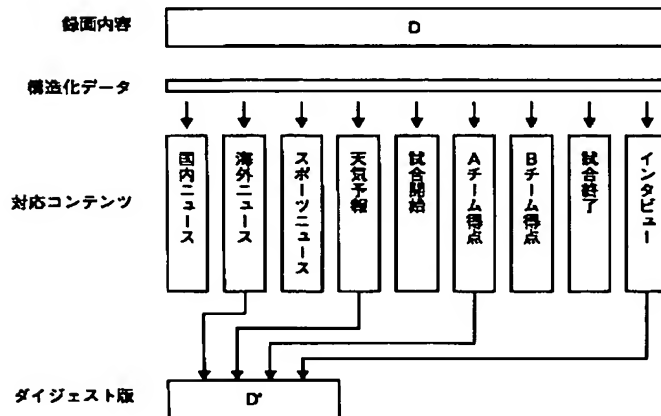 録画内容
D
構造化データ
対応コンテンツ
国内ニュース
海外ニュース
スポーツニュース
天気予報
試合開始
Aチーム得点
Bチーム得点
試合終了
インタビュー
ダイジェスト版
D'